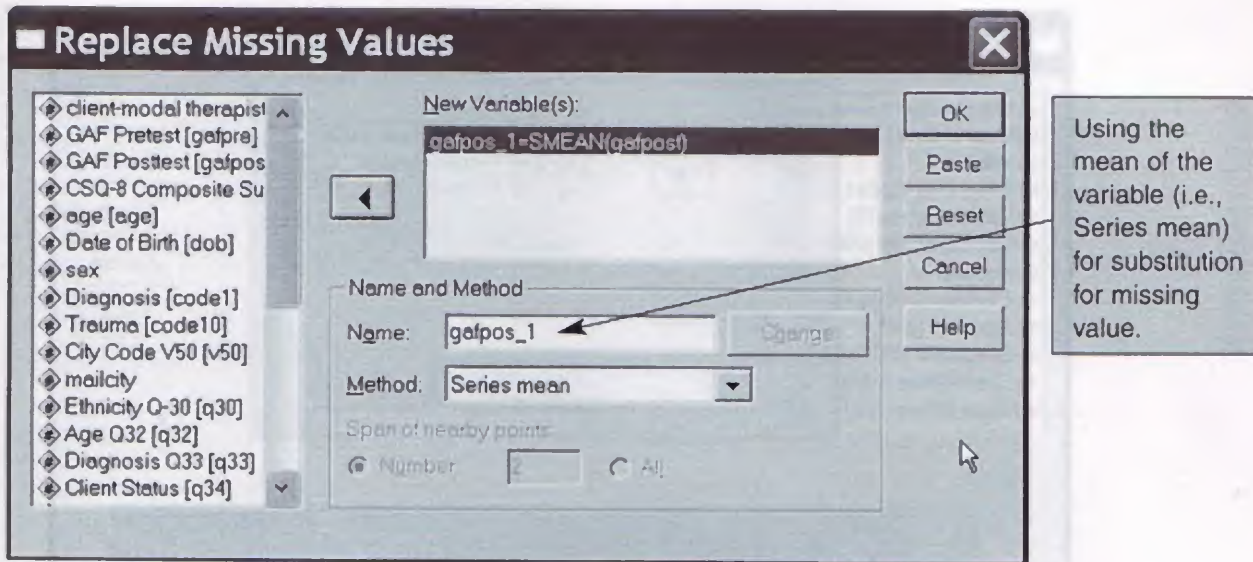 Replace Missing Values
client-modal therapist
GAF Pretest [gafpre]
GAF Posttest [gafpos
CSQ-8 Composite Su
age [age]
Date of Birth [dob]
sex
Diagnosis [code1]
Trauma [code10]
City Code V50 [v50]
mailcity
Ethnicity Q-30 [q30]
Age Q32 [q32]
Diagnosis Q33 [q33]
Client Status [q34]
New Variable(s):
gafpos_1=SMEAN(gafpost)
Name and Method
Name: gafpos_1 Change
Method: Series mean
Span of nearby points:
Number 2 All
OK
Paste
Reset
Cancel
Help
Using the
mean of the
variable (i.e.,
Series mean)
for substitution
for missing
value.